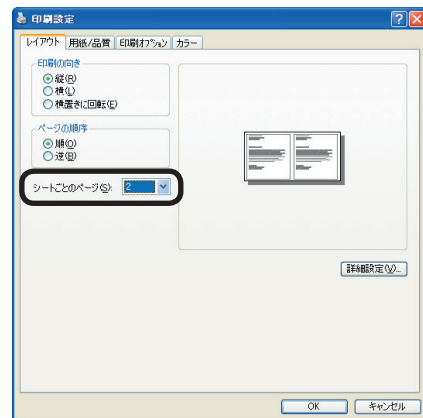 印刷設定
レイアウト 用紙/品質 印刷ｵﾌﾟｼｮﾝ カラー
印刷の向き
縦(R)
横(L)
横置きに回転(E)
ページの順序
順(Q)
逆(B)
シートごとのページ(S): 2
詳細設定(V)...
OK キャンセル